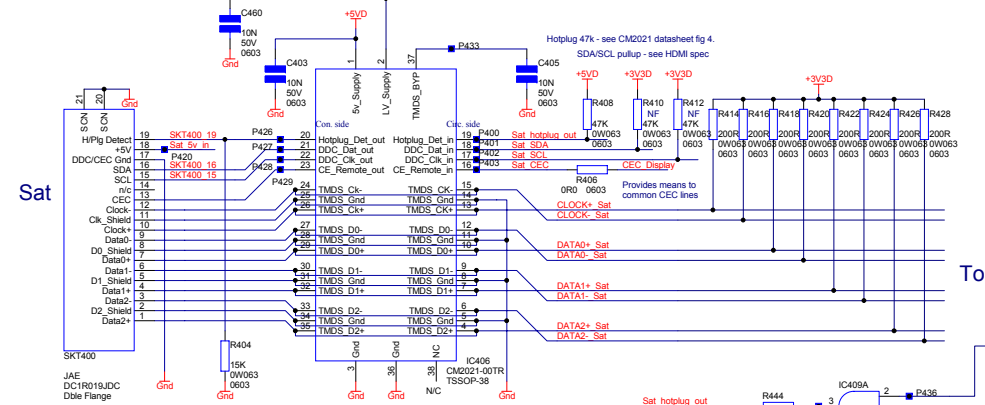 C460
10N
50V
0603
Gnd
+5VD
C403
10N
50V
0603
Gnd
P433
Hotplug 47k - see CM2021 datasheet fig 4.
SDA/SCL pullup - see HDMI spec
C405
10N
50V
0603
Gnd
+5VD
+3V3D
+3V3D
+3V3D
R408
47K
0W063
0603
R410
NF
47K
0W063
0603
R412
NF
47K
0W063
0603
R414
200R
0W063
0603
R416
200R
0W063
0603
R418
200R
0W063
0603
R420
200R
0W063
0603
R422
200R
0W063
0603
R424
200R
0W063
0603
R426
200R
0W063
0603
R428
200R
0W063
0603
Sat
21
20
SCN
SCN
Gnd
H/Plg Detect 19 SKT400_19
+5V 18 Sat_5v_in
DDC/CEC Gnd 17 P420
SDA 16 SKT400_16
SCL 15 SKT400_15
n/c 14
CEC 13
Clock- 12
Clk_Shield 11
Clock+ 10
Data0- 9
D0_Shield 8
Data0+ 7
Data1- 6
D1_Shield 5
Data1+ 4
Data2- 3
D2_Shield 2
Data2+ 1
SKT400
JAE
DC1R019JDC
Dble Flange
Gnd
R404
15K
0W063
0603
Gnd
P426
P427
P428
P429
1
2
37
5v_Supply
LV_Supply
TMDS_BYP
Con. side
Circ. side
20 Hotplug_Det_out Hotplug_Det_in 19 P400 Sat_hotplug_out
21 DDC_Dat_out DDC_Dat_in 18 P401 Sat_SDA
22 DDC_Clk_out DDC_Clk_in 17 P402 Sat_SCL
23 CE_Remote_out CE_Remote_in 16 P403 Sat_CEC
CEC_Display
R406
0R0 0603
Provides means to
common CEC lines
24 TMDS_Ck- TMDS_Ck- 15
25 TMDS_Gnd TMDS_Gnd 14
26 TMDS_Ck+ TMDS_CK+ 13
CLOCK+_Sat
CLOCK-_Sat
27 TMDS_D0- TMDS_D0- 12
28 TMDS_Gnd TMDS_Gnd 11
29 TMDS_D0+ TMDS_D0+ 10
DATA0+_Sat
DATA0-_Sat
30 TMDS_D1- TMDS_D1- 9
31 TMDS_Gnd TMDS_Gnd 8
32 TMDS_D1+ TMDS_D1+ 7
DATA1+_Sat
DATA1-_Sat
33 TMDS_D2- TMDS_D2- 6
34 TMDS_Gnd TMDS_Gnd 5
35 TMDS_D2+ TMDS_D2+ 4
DATA2+_Sat
DATA2-_Sat
To
Gnd
Gnd
NC
3
36
38
Gnd
Gnd
N/C
IC406
CM2021-00TR
TSSOP-38
Gnd
Sat_hotplug_out
R444
3
IC409A
2
P436